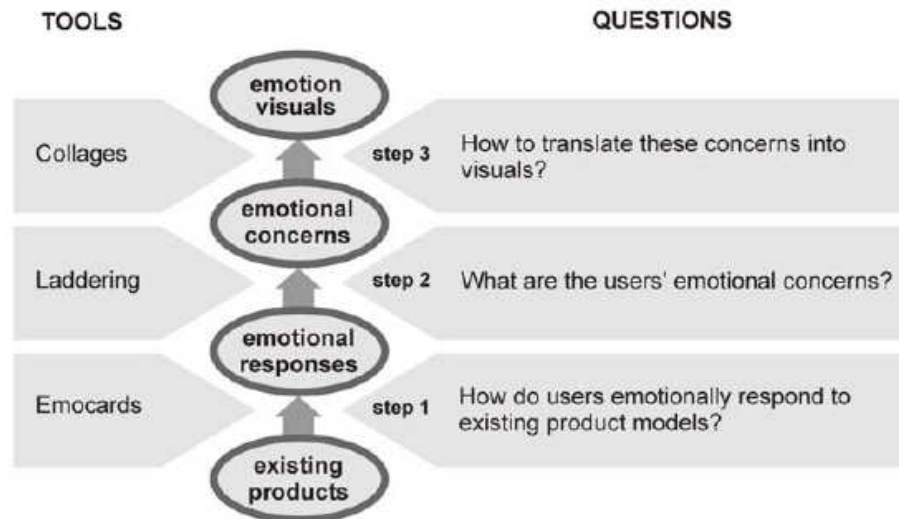 TOOLS
QUESTIONS
emotion
visuals
Collages
step 3
How to translate these concerns into
visuals?
emotional
concerns
Laddering
step 2
What are the users' emotional concerns?
emotional
responses
Emocards
step 1
How do users emotionally respond to
existing product models?
existing
products